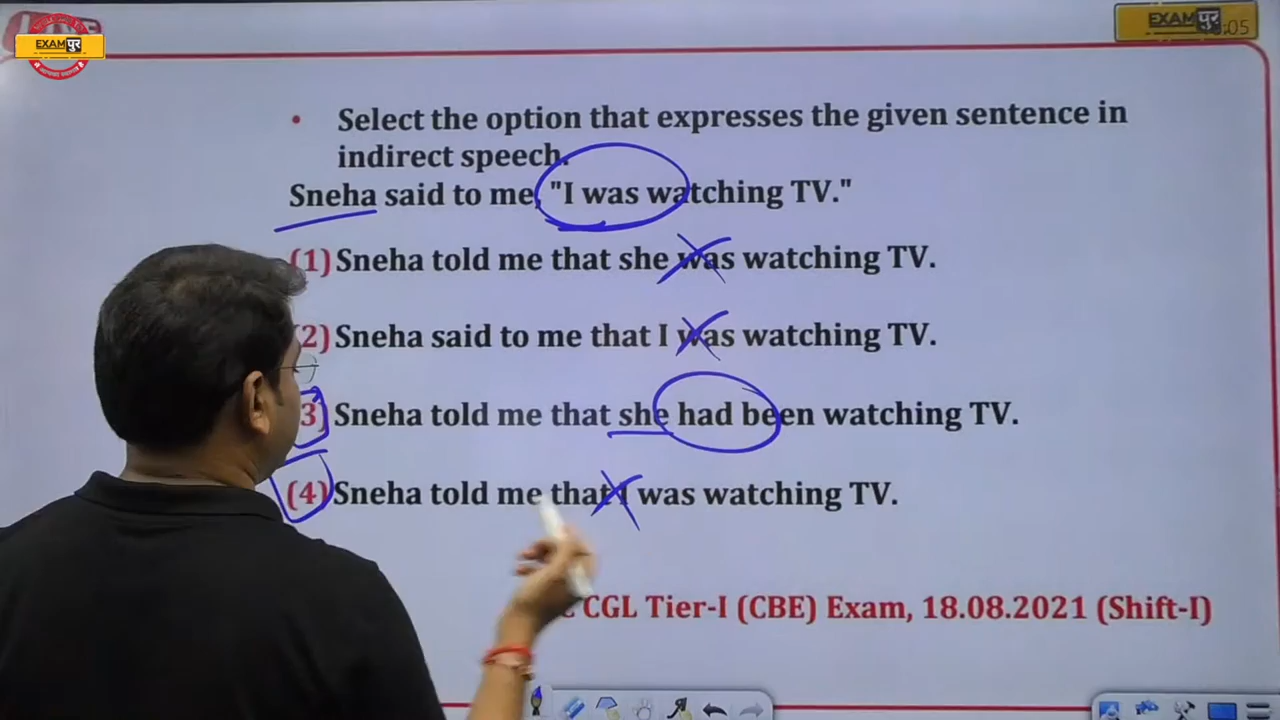 EXAMपुर
EXAMपुर
:05
• Select the option that expresses the given sentence in
indirect speech.
Sneha said to me, "I was watching TV."
(1) Sneha told me that she was watching TV.
(2) Sneha said to me that I was watching TV.
(3) Sneha told me that she had been watching TV.
(4) Sneha told me that I was watching TV.
CGL Tier-I (CBE) Exam, 18.08.2021 (Shift-I)